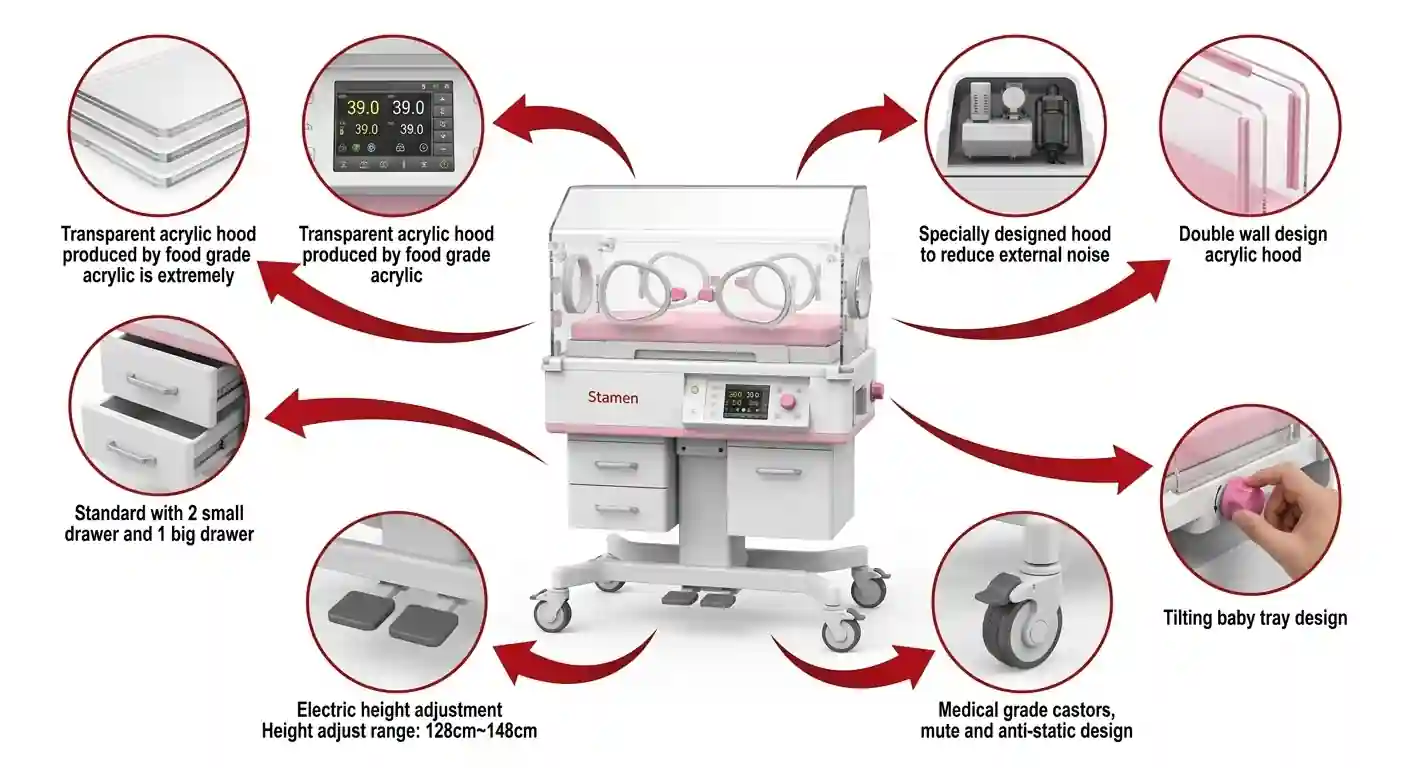 39.0 39.0
39.0 39.0
Transparent acrylic hood
produced by food grade
acrylic is extremely
Transparent acrylic hood
produced by food grade
acrylic
Specially designed hood
to reduce external noise
Double wall design
acrylic hood
Stamen
Standard with 2 small
drawer and 1 big drawer
Tilting baby tray design
Electric height adjustment
Height adjust range: 128cm~148cm
Medical grade castors,
mute and anti-static design